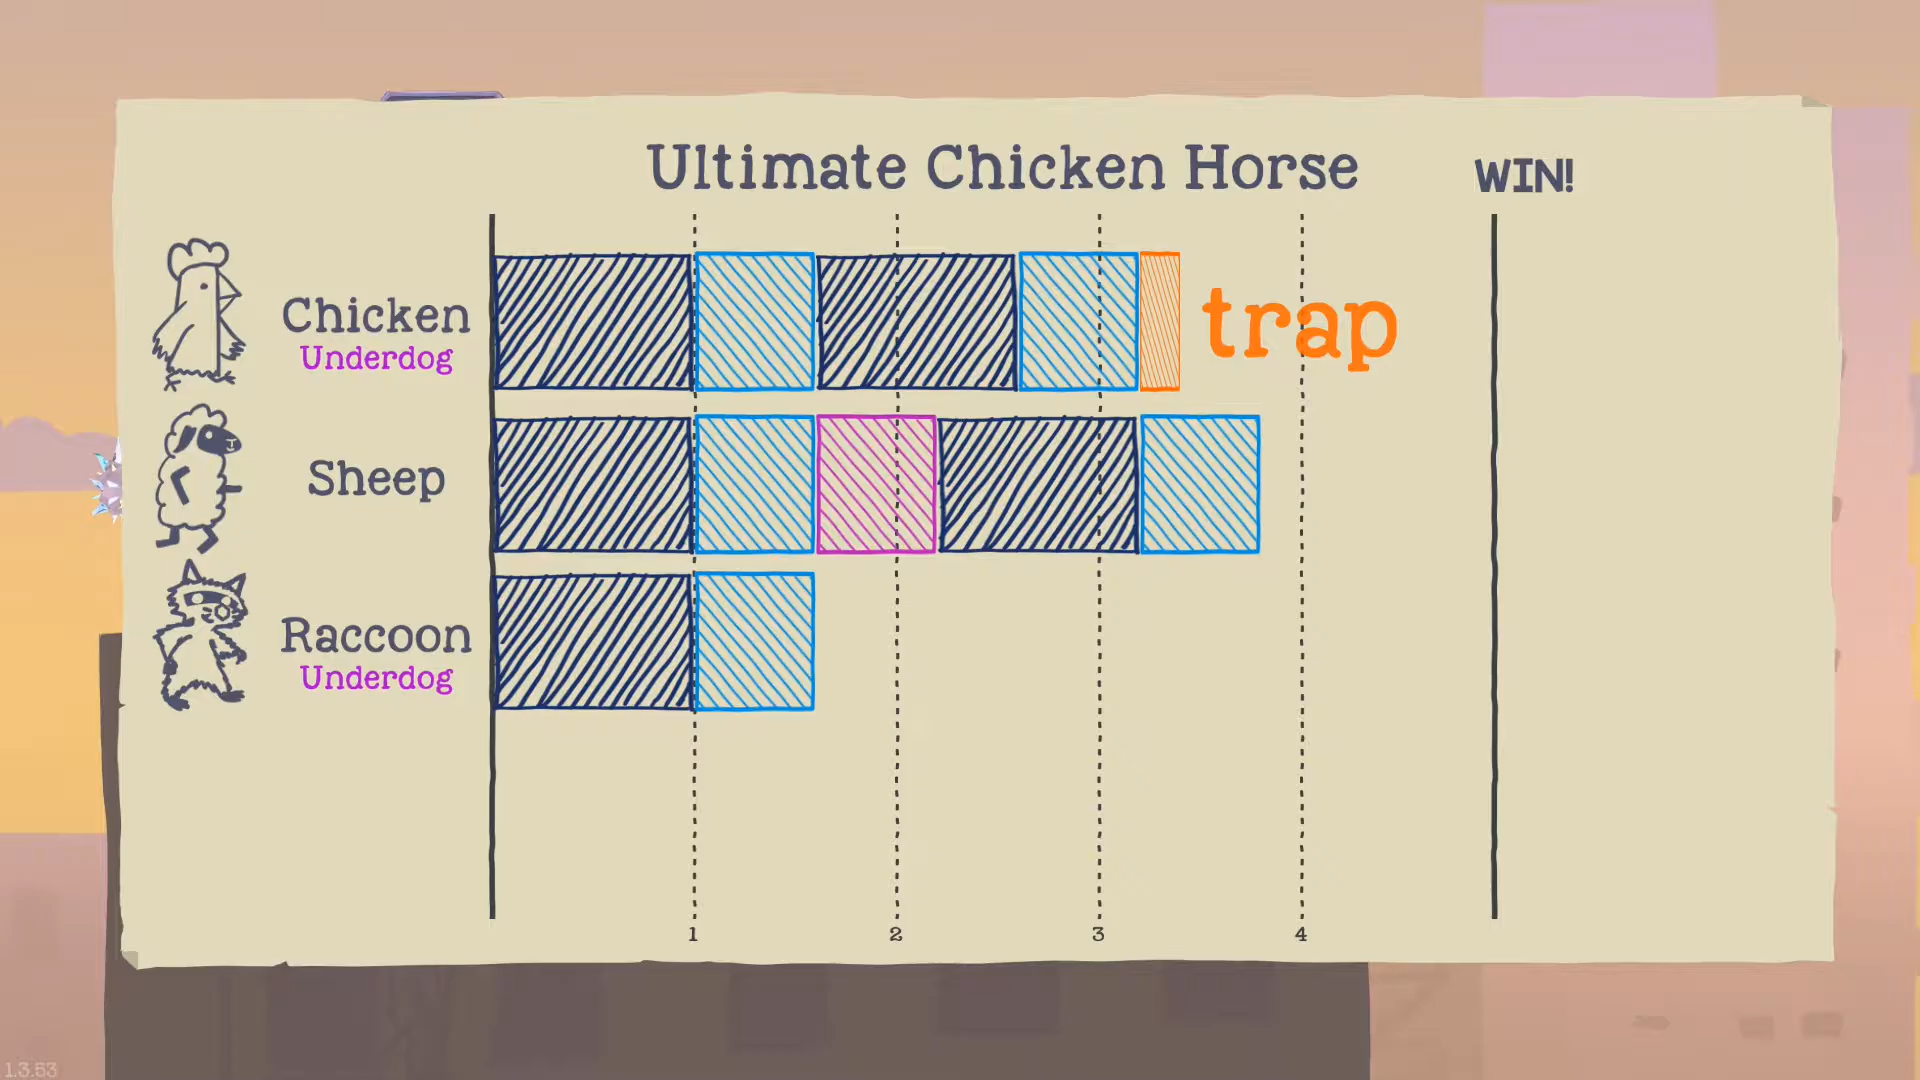 Ultimate Chicken Horse
WIN!
Chicken
Underdog
trap
Sheep
Raccoon
Underdog
1 2 3 4
1.3.53